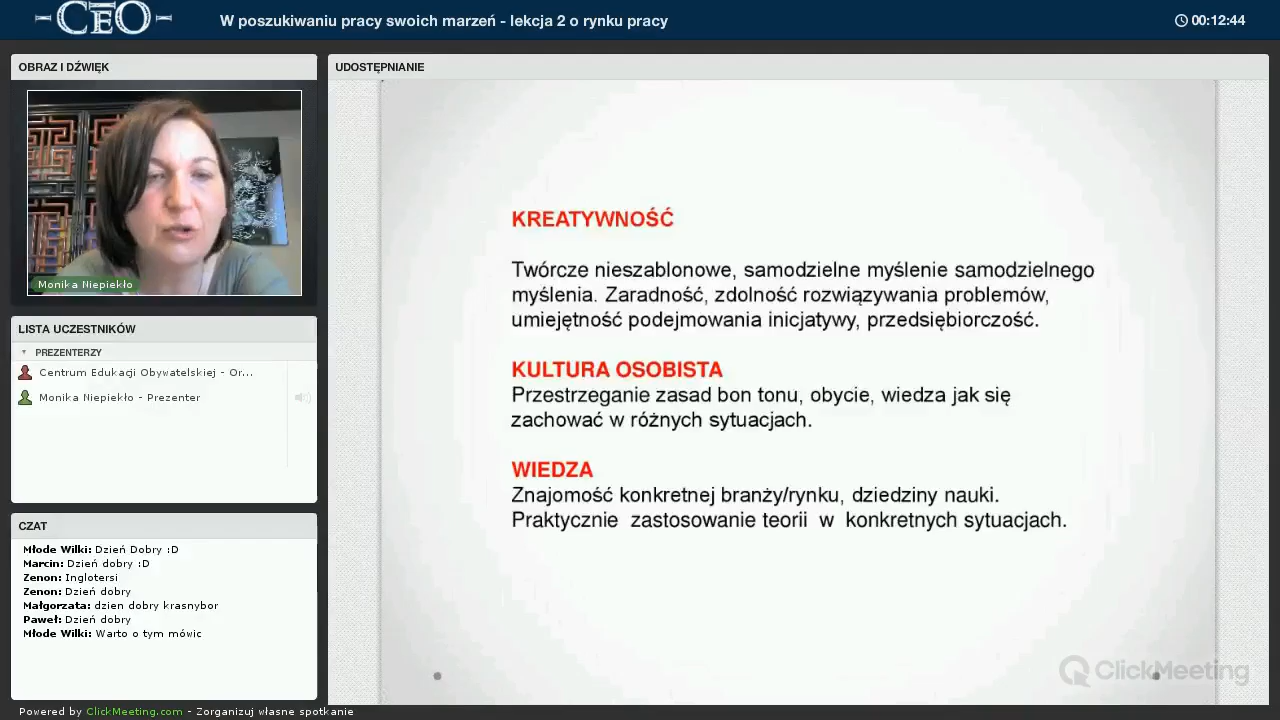 CEO
W poszukiwaniu pracy swoich marzeń - lekcja 2 o rynku pracy
00:12:44
OBRAZ I DŹWIĘK
Monika Niepiekło
LISTA UCZESTNIKÓW
PREZENTERZY
Centrum Edukacji Obywatelskiej - Or...
Monika Niepiekło - Prezenter
CZAT
Młode Wilki: Dzień Dobry :D
Marcin: Dzień dobry :D
Zenon: Inglotersi
Zenon: Dzień dobry
Małgorzata: dzien dobry krasnybor
Paweł: Dzień dobry
Młode Wilki: Warto o tym mówic
UDOSTĘPNIANIE
KREATYWNOŚĆ
Twórcze nieszablonowe, samodzielne myślenie samodzielnego
myślenia. Zaradność, zdolność rozwiązywania problemów,
umiejętność podejmowania inicjatywy, przedsiębiorczość.
KULTURA OSOBISTA
Przestrzeganie zasad bon tonu, obycie, wiedza jak się
zachować w różnych sytuacjach.
WIEDZA
Znajomość konkretnej branży/rynku, dziedziny nauki.
Praktycznie zastosowanie teorii w konkretnych sytuacjach.
ClickMeeting
Powered by ClickMeeting.com - Zorganizuj własne spotkanie